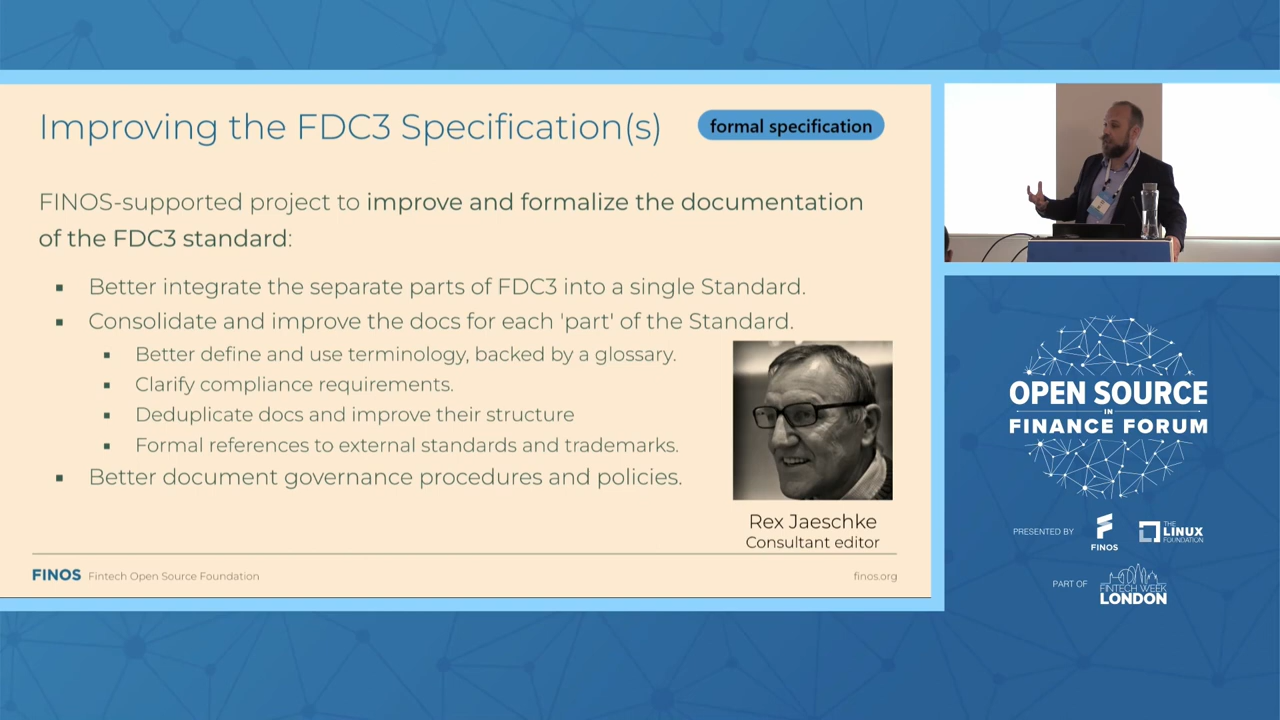 Improving the FDC3 Specification(s)
formal specification
FINOS-supported project to improve and formalize the documentation
of the FDC3 standard:
Better integrate the separate parts of FDC3 into a single Standard.
Consolidate and improve the docs for each 'part' of the Standard.
Better define and use terminology, backed by a glossary.
Clarify compliance requirements.
Deduplicate docs and improve their structure
Formal references to external standards and trademarks.
Better document governance procedures and policies.
Rex Jaeschke
Consultant editor
FINOS Fintech Open Source Foundation
finos.org
OPEN SOURCE
IN
FINANCE FORUM
PRESENTED BY
FINOS
THE
LINUX
FOUNDATION
PART OF
FINTECH WEEK
LONDON